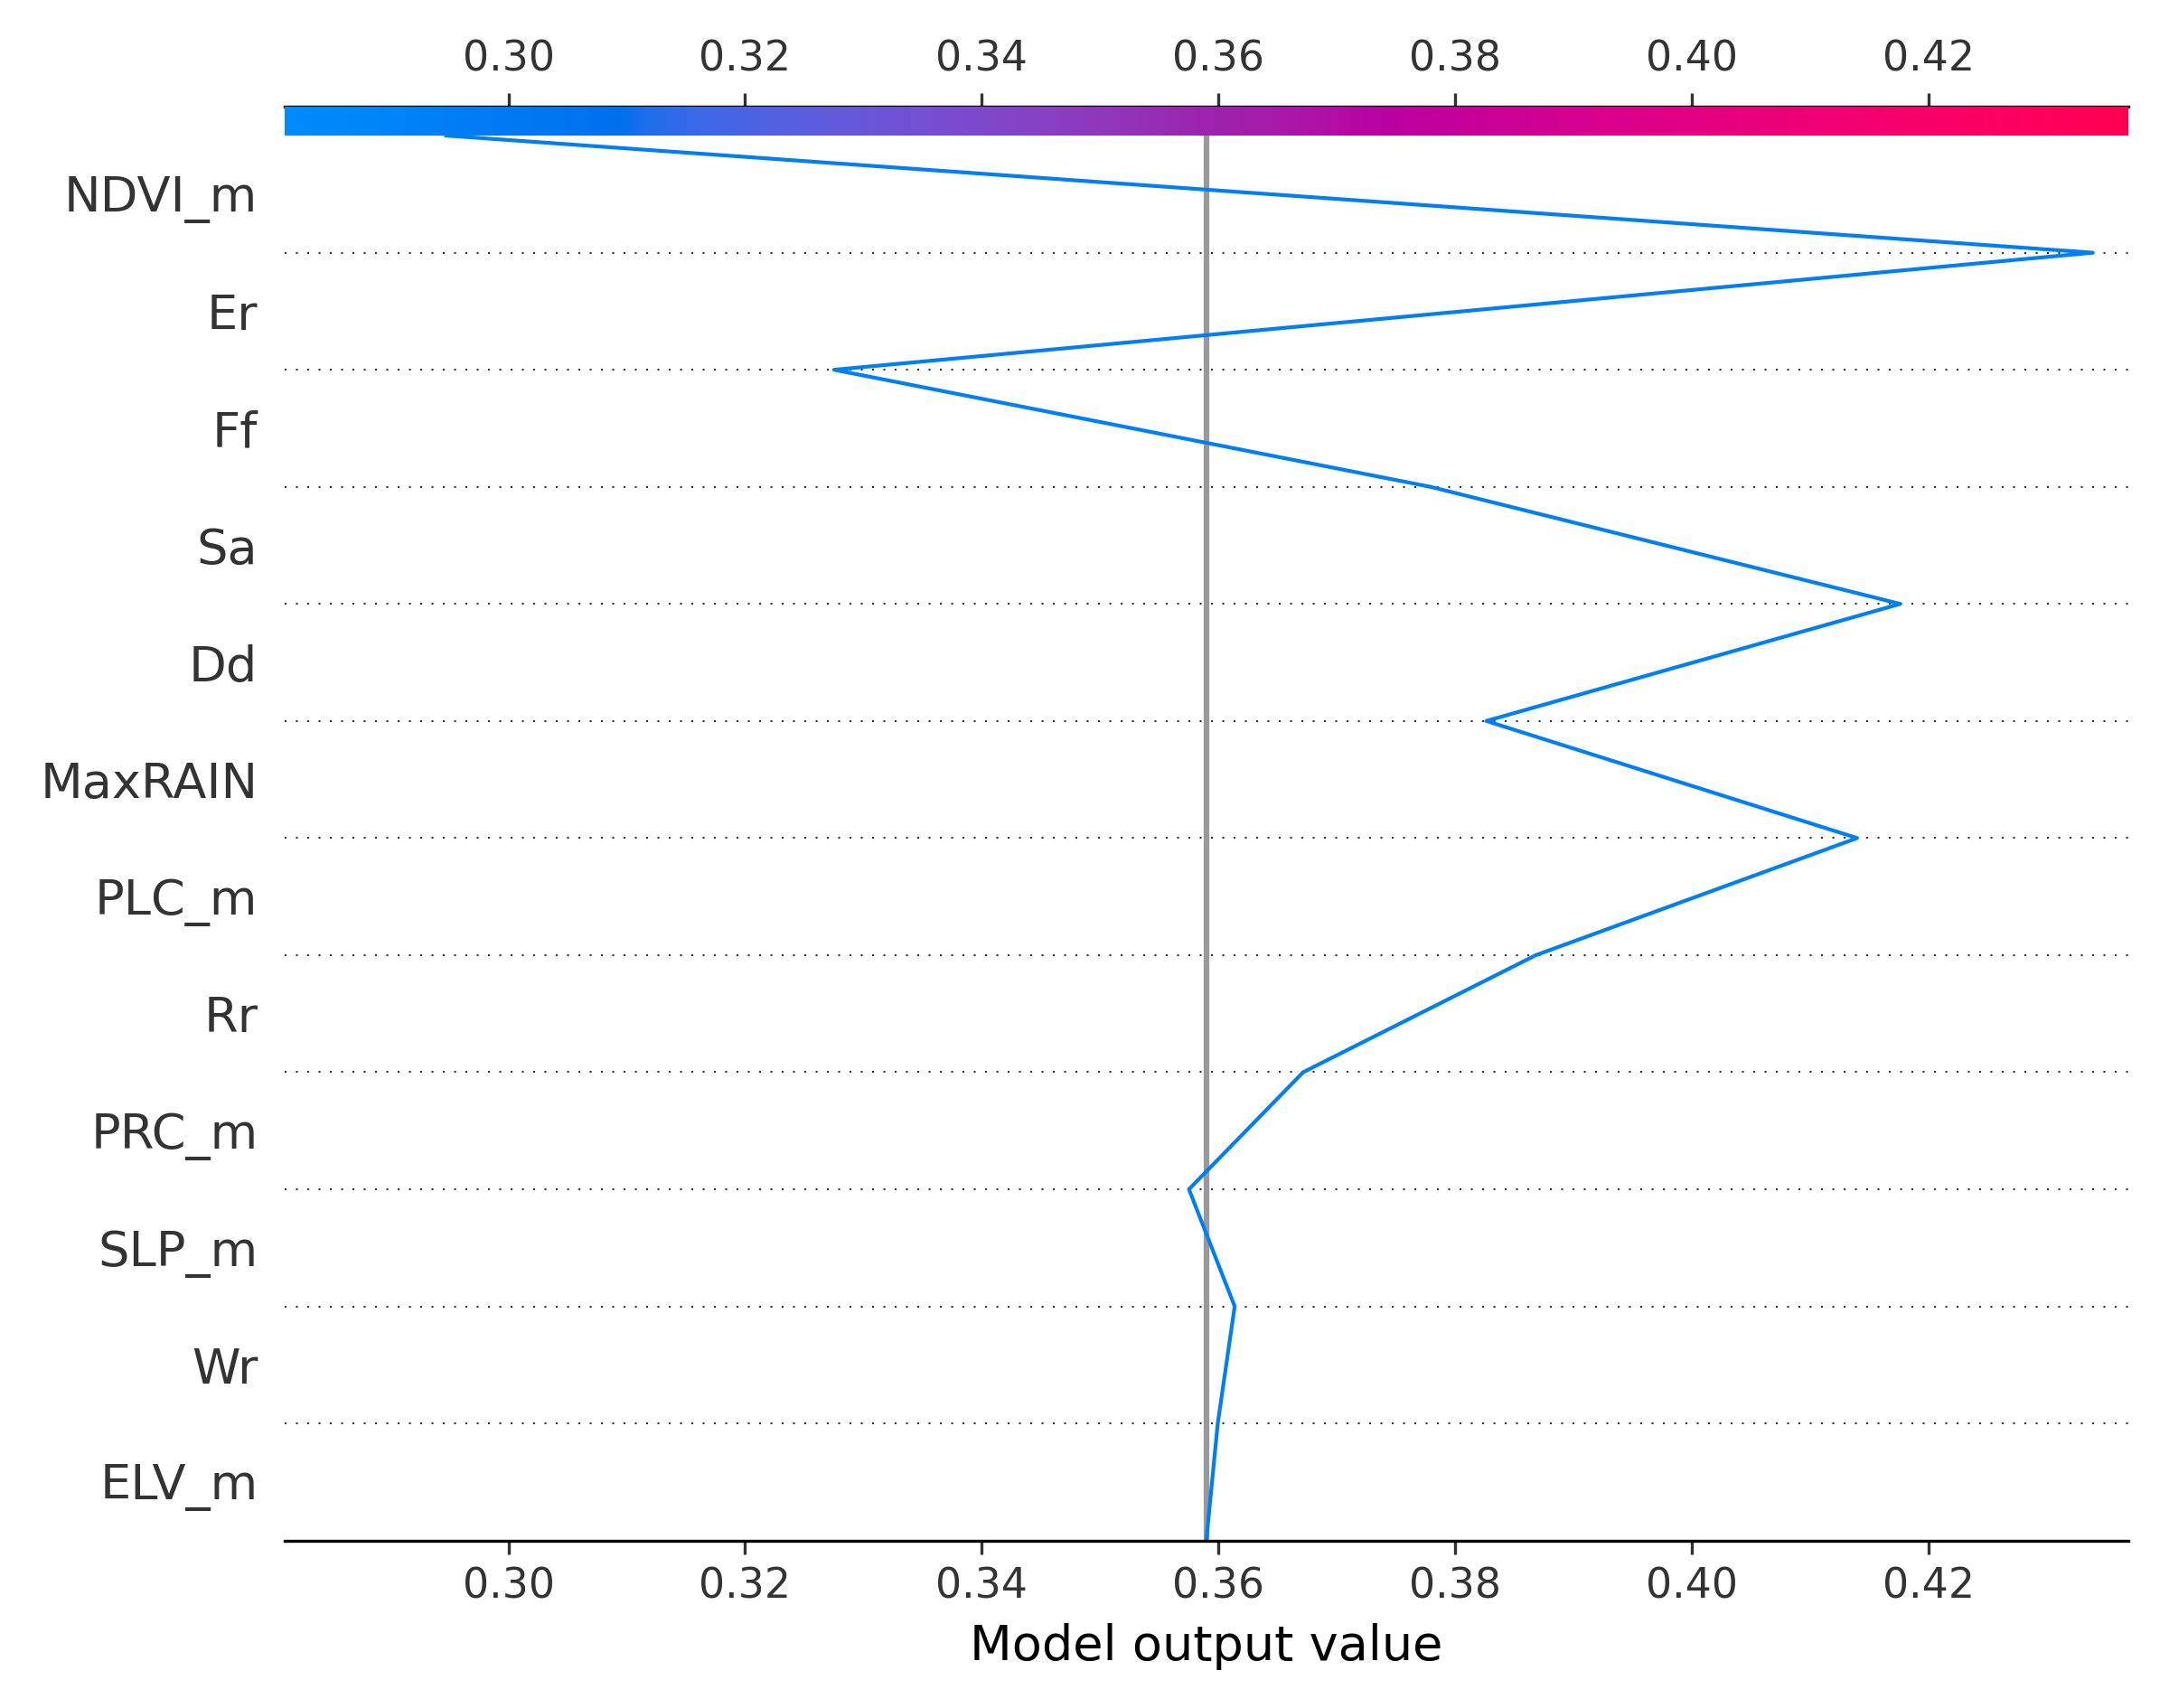 0.30 0.32 0.34 0.36 0.38 0.40 0.42
NDVI_m
Er
Ff
Sa
Dd
MaxRAIN
PLC_m
Rr
PRC_m
SLP_m
Wr
ELV_m
0.30 0.32 0.34 0.36 0.38 0.40 0.42
Model output value